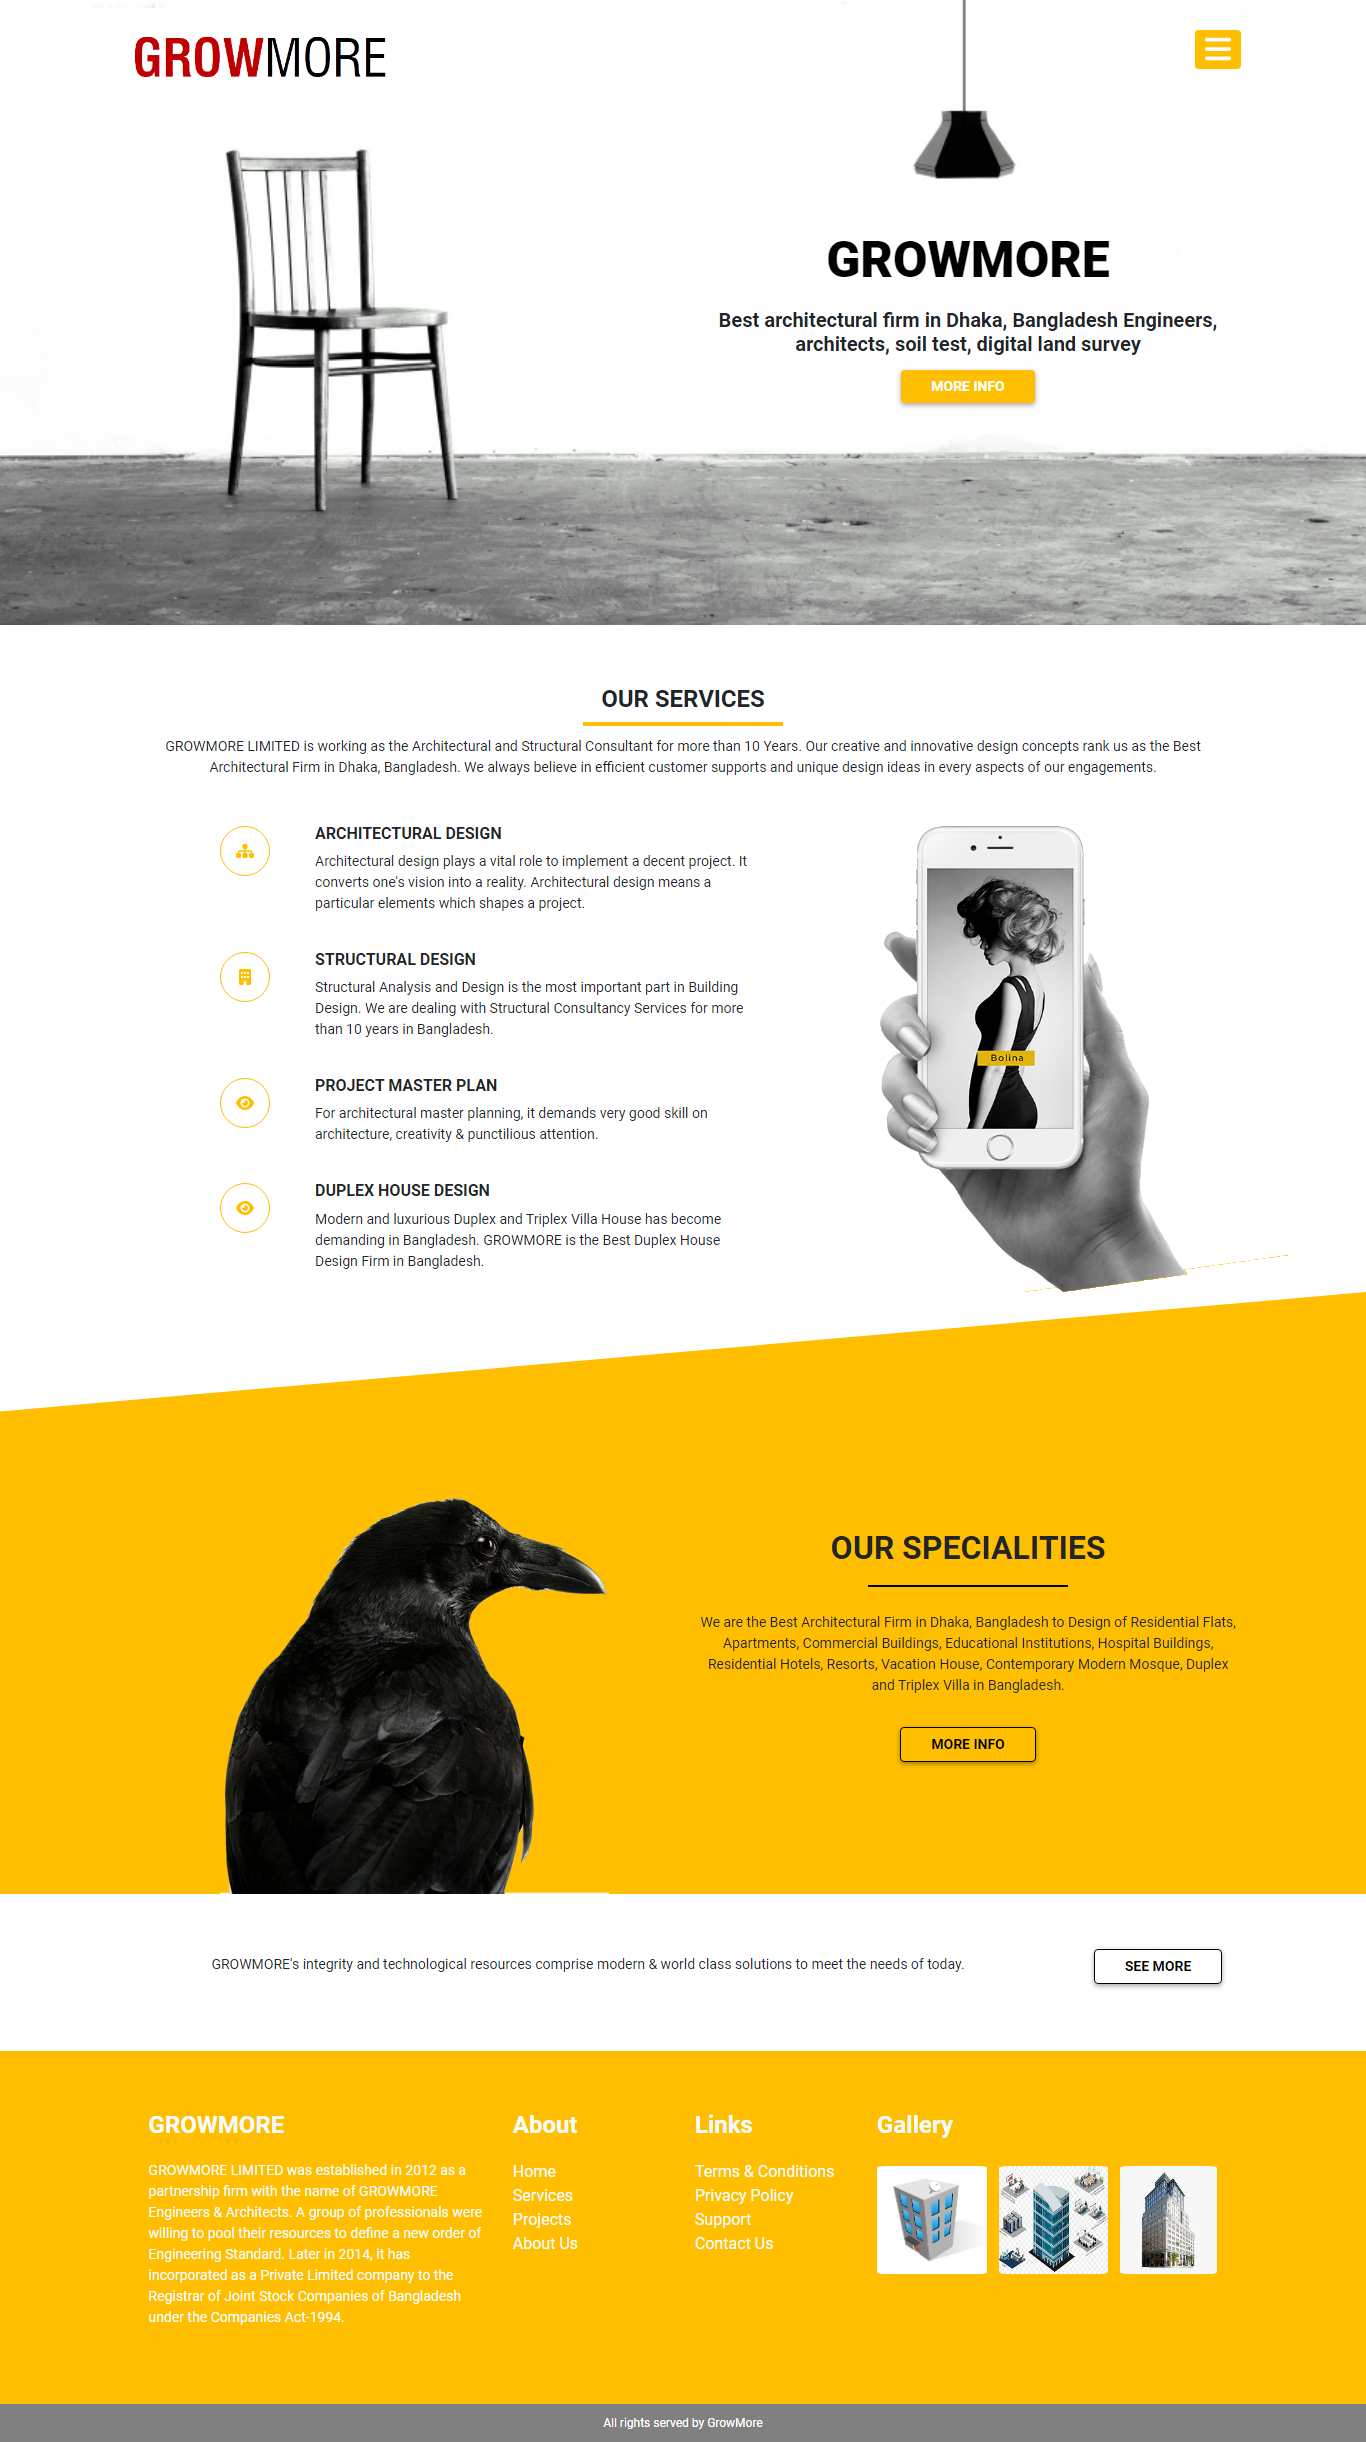 GROWMORE
GROWMORE
Best architectural firm in Dhaka, Bangladesh Engineers,
architects, soil test, digital land survey
MORE INFO
OUR SERVICES
GROWMORE LIMITED is working as the Architectural and Structural Consultant for more than 10 Years. Our creative and innovative design concepts rank us as the Best
Architectural Firm in Dhaka, Bangladesh. We always believe in efficient customer supports and unique design ideas in every aspects of our engagements.
ARCHITECTURAL DESIGN
Architectural design plays a vital role to implement a decent project. It
converts one's vision into a reality. Architectural design means a
particular elements which shapes a project.
STRUCTURAL DESIGN
Structural Analysis and Design is the most important part in Building
Design. We are dealing with Structural Consultancy Services for more
than 10 years in Bangladesh.
PROJECT MASTER PLAN
For architectural master planning, it demands very good skill on
architecture, creativity & punctilious attention.
DUPLEX HOUSE DESIGN
Modern and luxurious Duplex and Triplex Villa House has become
demanding in Bangladesh. GROWMORE is the Best Duplex House
Design Firm in Bangladesh.
Bolina
OUR SPECIALITIES
We are the Best Architectural Firm in Dhaka, Bangladesh to Design of Residential Flats,
Apartments, Commercial Buildings, Educational Institutions, Hospital Buildings,
Residential Hotels, Resorts, Vacation House, Contemporary Modern Mosque, Duplex
and Triplex Villa in Bangladesh.
MORE INFO
GROWMORE's integrity and technological resources comprise modern & world class solutions to meet the needs of today.
SEE MORE
GROWMORE
GROWMORE LIMITED was established in 2012 as a
partnership firm with the name of GROWMORE
Engineers & Architects. A group of professionals were
willing to pool their resources to define a new order of
Engineering Standard. Later in 2014, it has
incorporated as a Private Limited company to the
Registrar of Joint Stock Companies of Bangladesh
under the Companies Act-1994.
About
Home
Services
Projects
About Us
Links
Terms & Conditions
Privacy Policy
Support
Contact Us
Gallery
All rights served by GrowMore